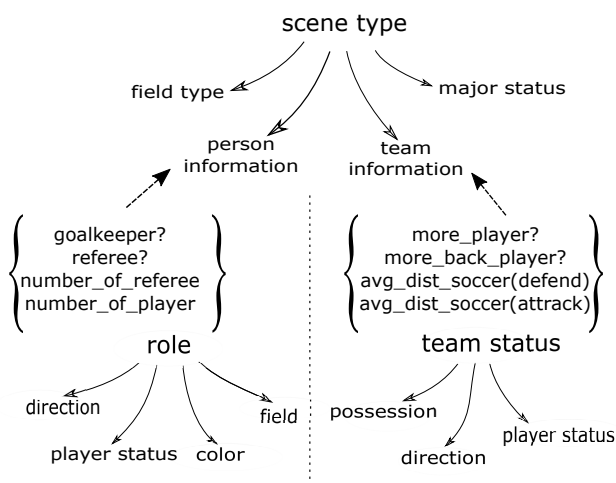 scene type
field type
major status
person
information
team
information
goalkeeper?
referee?
number_of_referee
number_of_player
more_player?
more_back_player?
avg_dist_soccer(defend)
avg_dist_soccer(attrack)
role
team status
direction
player status
color
field
possession
direction
player status